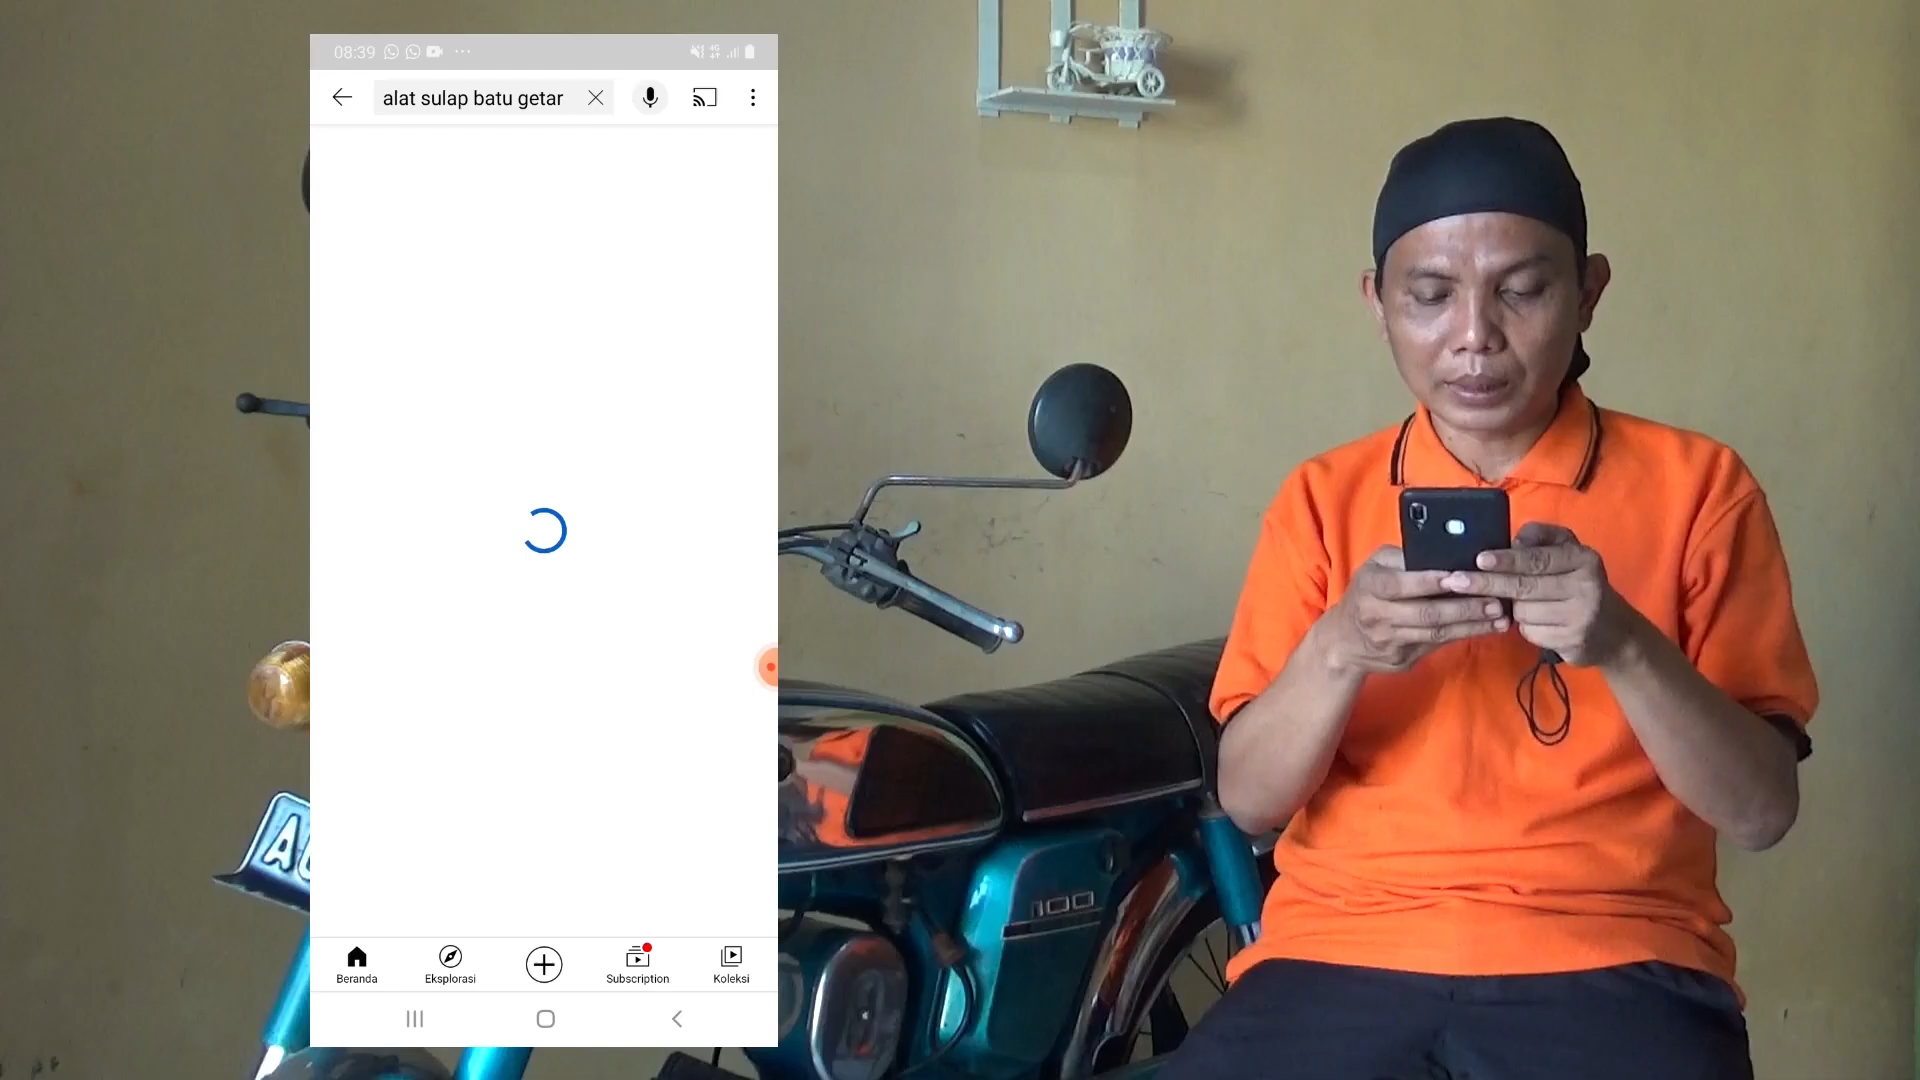 08:39
alat sulap batu getar
Beranda
Eksplorasi
Subscription
Koleksi
A
100